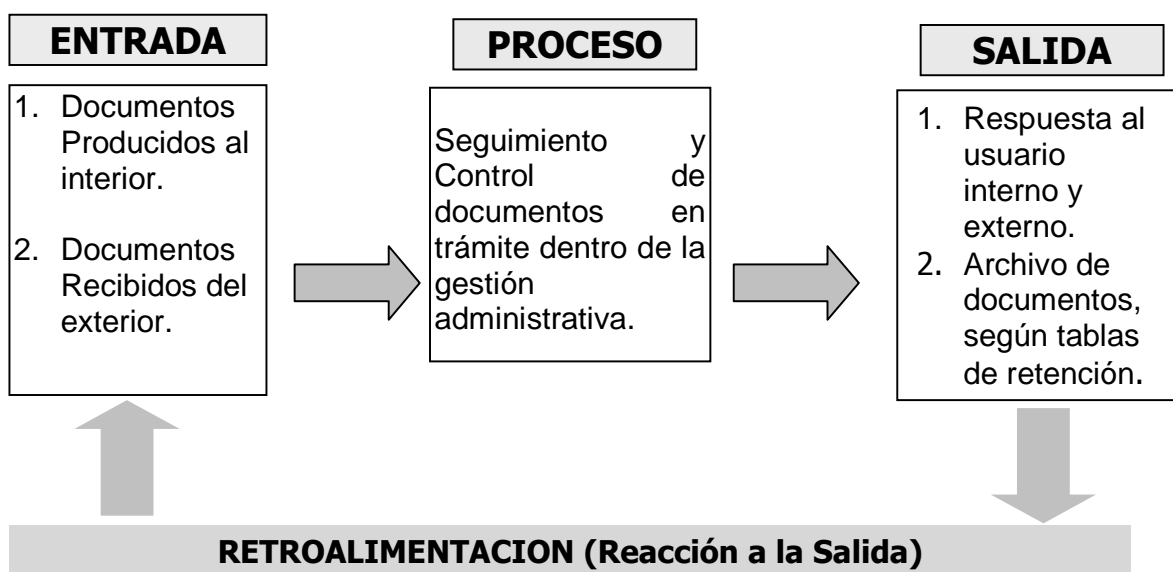 ENTRADA
1. Documentos
Producidos al
interior.
2. Documentos
Recibidos del
exterior.
PROCESO
Seguimiento y
Control de
documentos en
trámite dentro de la
gestión
administrativa.
SALIDA
1. Respuesta al
usuario
interno y
externo.
2. Archivo de
documentos,
según tablas
de retención.
RETROALIMENTACION (Reacción a la Salida)